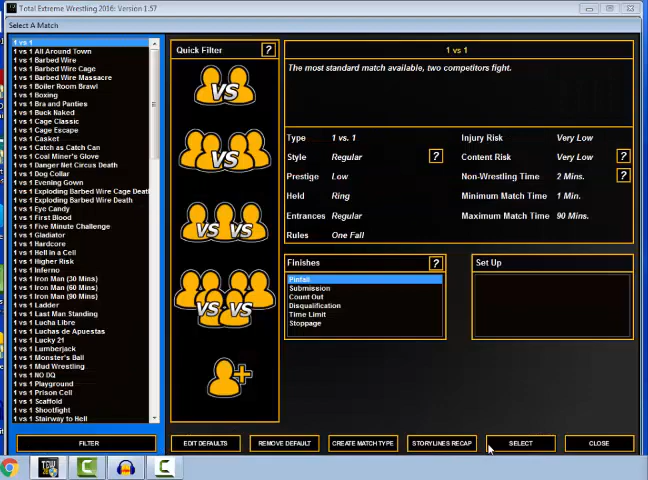 Total Extreme Wrestling 2016: Version 1.57
Select A Match
1 vs 1
1 vs 1 All Around Town
1 vs 1 Barbed Wire
1 vs 1 Barbed Wire Cage
1 vs 1 Barbed Wire Massacre
1 vs 1 Boiler Room Brawl
1 vs 1 Boxing
1 vs 1 Bra and Panties
1 vs 1 Buck Naked
1 vs 1 Cage Classic
1 vs 1 Cage Escape
1 vs 1 Casket
1 vs 1 Catch as Catch Can
1 vs 1 Coal Miner's Glove
1 vs 1 Danger Net Circus Death
1 vs 1 Dog Collar
1 vs 1 Evening Gown
1 vs 1 Exploding Barbed Wire Cage Death
1 vs 1 Exploding Barbed Wire Death
1 vs 1 Eye Candy
1 vs 1 First Blood
1 vs 1 Five Minute Challenge
1 vs 1 Gladiator
1 vs 1 Hardcore
1 vs 1 Hell in a Cell
1 vs 1 Higher Risk
1 vs 1 Inferno
1 vs 1 Iron Man (30 Mins)
1 vs 1 Iron Man (60 Mins)
1 vs 1 Iron Man (90 Mins)
1 vs 1 Ladder
1 vs 1 Last Man Standing
1 vs 1 Lucha Libre
1 vs 1 Luchas de Apuestas
1 vs 1 Lucky 21
1 vs 1 Lumberjack
1 vs 1 Monster's Ball
1 vs 1 Mud Wrestling
1 vs 1 NO DQ
1 vs 1 Playground
1 vs 1 Prison Cell
1 vs 1 Scaffold
1 vs 1 Shootfight
1 vs 1 Stairway to Hell
FILTER
Quick Filter ?
VS
VS
VS VS
VS VS
1 vs 1
The most standard match available, two competitors fight.
Type 1 vs. 1 Injury Risk Very Low
Style Regular ? Content Risk Very Low ?
Prestige Low Non-Wrestling Time 2 Mins. ?
Held Ring Minimum Match Time 1 Min.
Entrances Regular Maximum Match Time 90 Mins.
Rules One Fall
Finishes ?
Pinfall
Submission
Count Out
Disqualification
Time Limit
Stoppage
Set Up
EDIT DEFAULTS REMOVE DEFAULT CREATE MATCH TYPE STORYLINES RECAP SELECT CLOSE